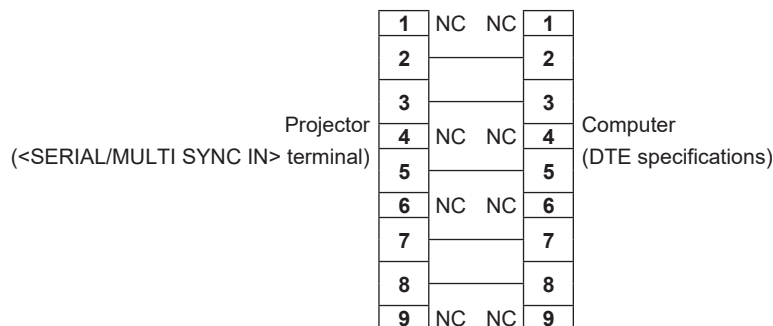 1 NC NC 1
2 2
3 3
Projector
(<SERIAL/MULTI SYNC IN> terminal)
4 NC NC 4
Computer
(DTE specifications)
5 5
6 NC NC 6
7 7
8 8
9 NC NC 9